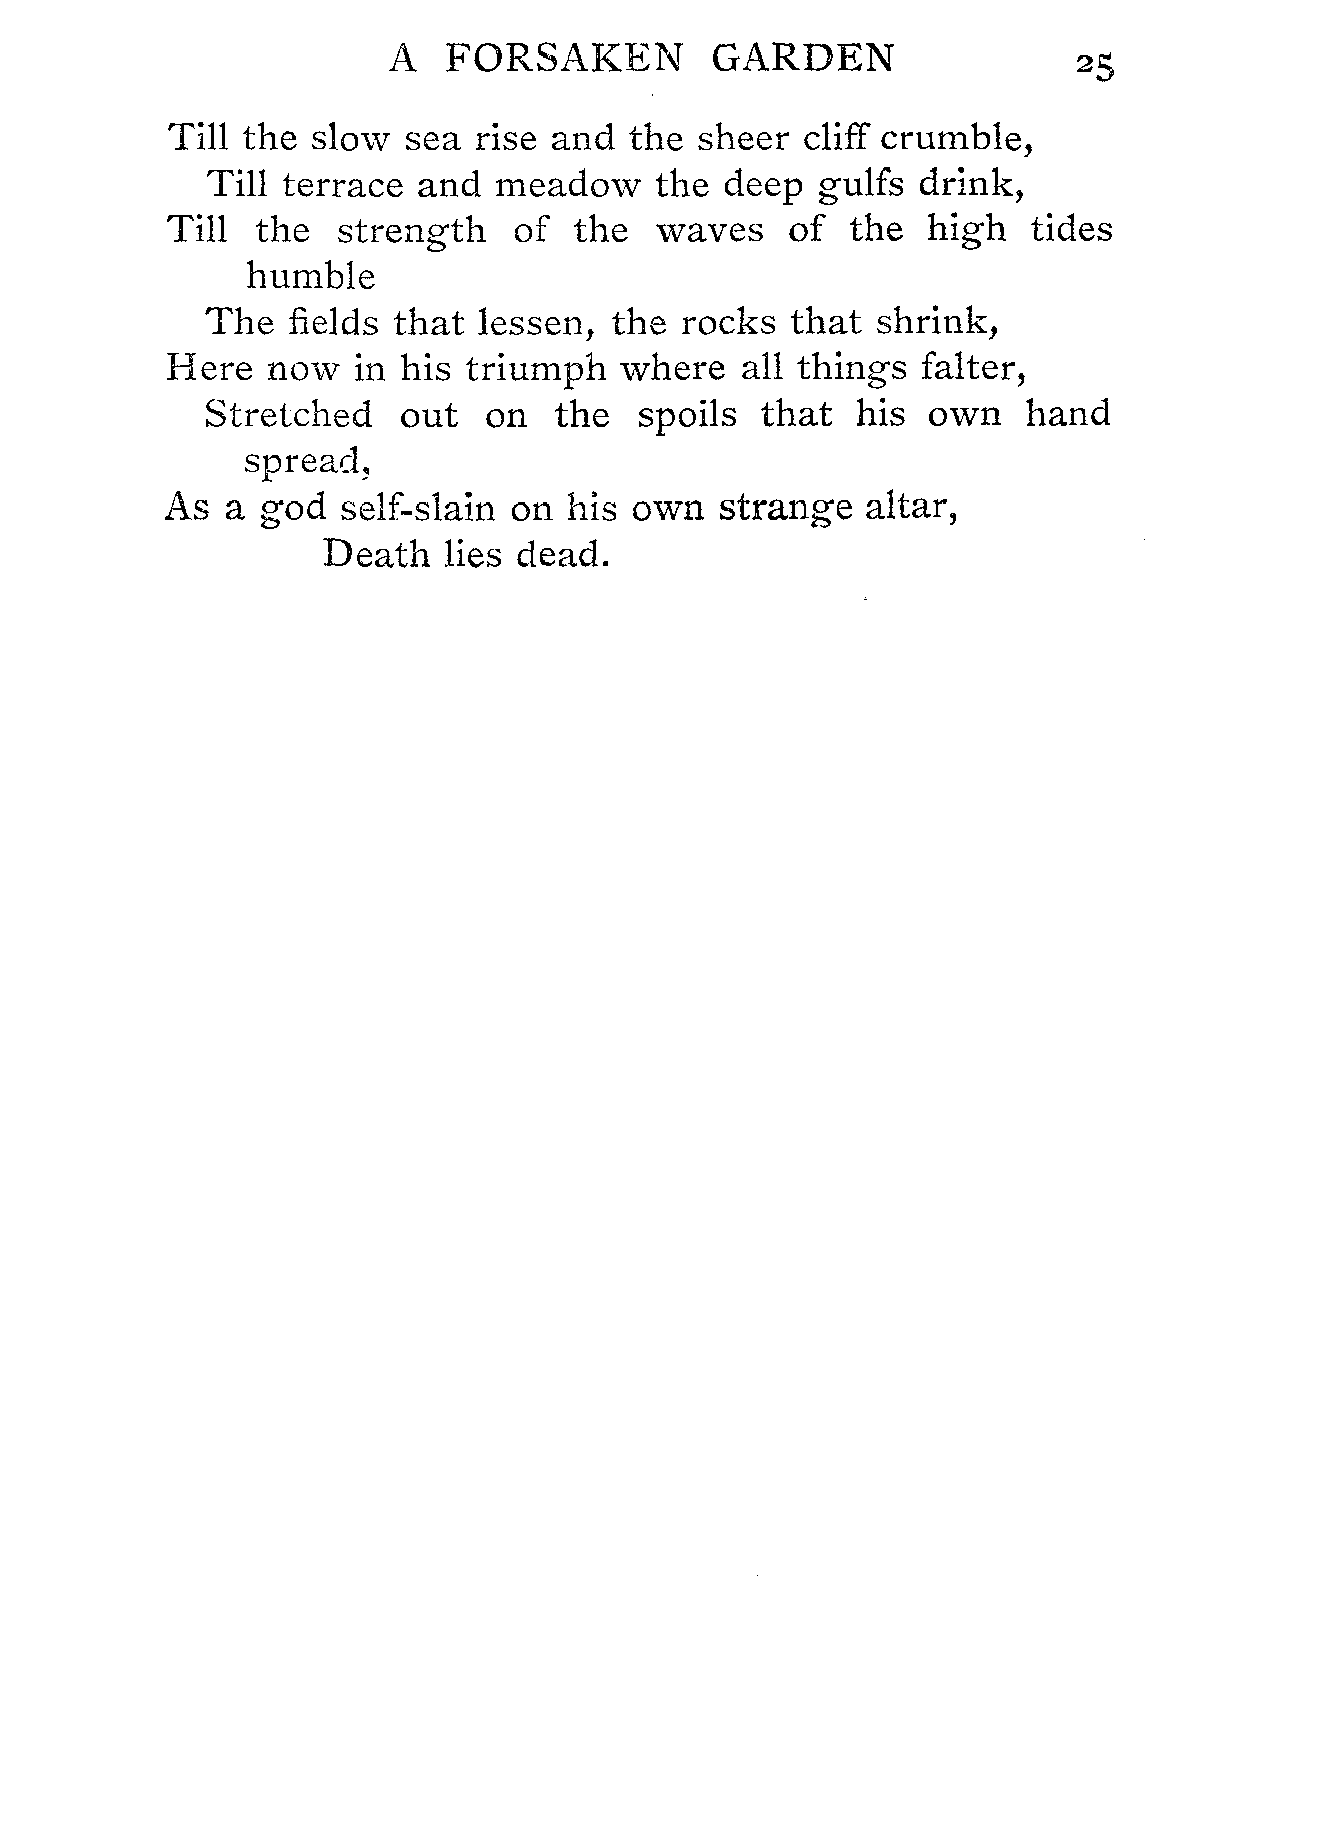 A FORSAKEN GARDEN 25
Till the slow sea rise and the sheer cliff crumble,
Till terrace and meadow the deep gulfs drink,
Till the strength of the waves of the high tides
humble
The fields that lessen, the rocks that shrink,
Here now in his triumph where all things falter,
Stretched out on the spoils that his own hand
spread,
As a god self-slain on his own strange altar,
Death lies dead.